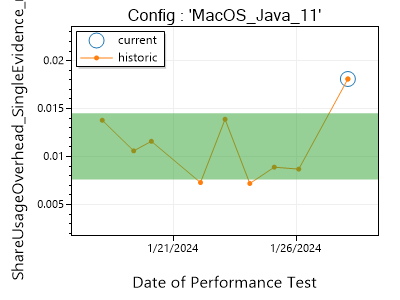 Config : 'MacOS_Java_11'
current
historic
ShareUsageOverhead_SingleEvidence_
0.02
0.015
0.01
0.005
1/21/2024
1/26/2024
Date of Performance Test